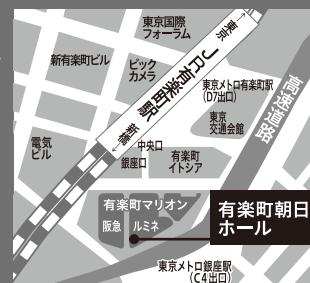 東京国際
フォーラム
東京
新有楽町ビル
ビック
カメラ
JR有楽町駅
東京メトロ有楽町駅
(D7出口)
高速道路
東京
交通会館
電気
ビル
新橋
中央口
銀座口
有楽町
イトシア
有楽町マリオン
阪急
ルミネ
有楽町朝日
ホール
東京メトロ銀座駅
(C4出口)